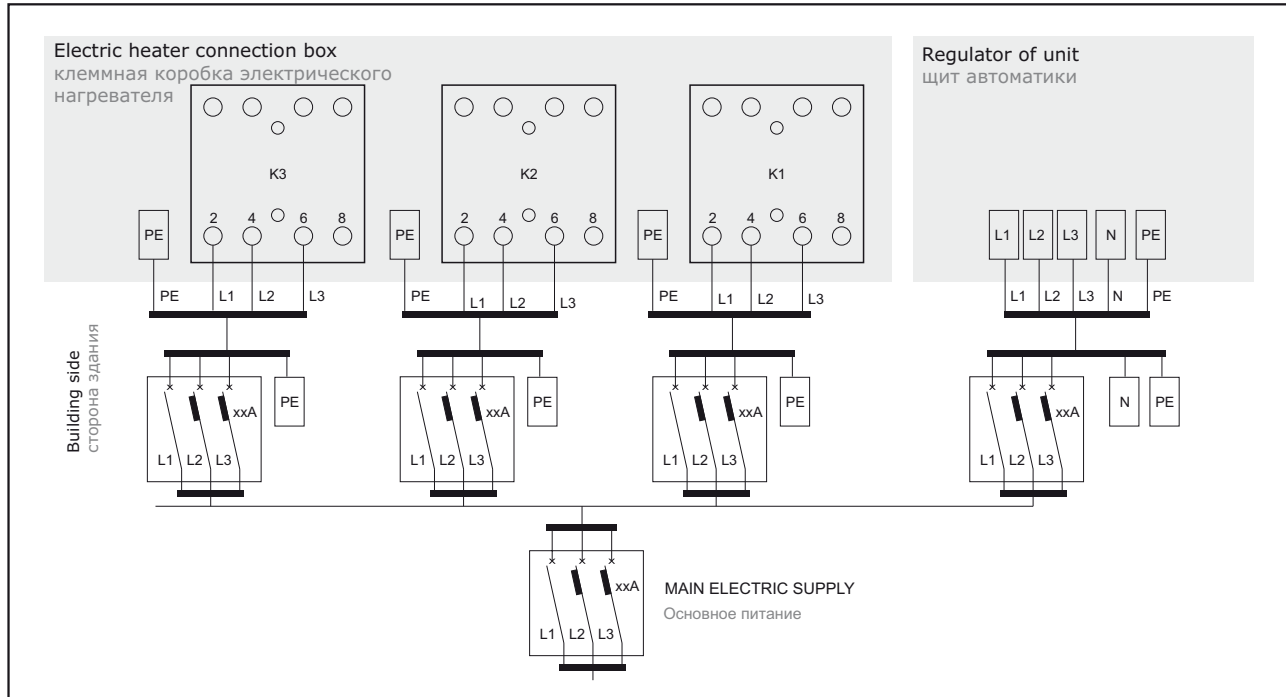 Electric heater connection box
клеммная коробка электрического
нагревателя
Regulator of unit
щит автоматики
K3
K2
K1
2 4 6 8
2 4 6 8
2 4 6 8
PE
PE
PE
L1 L2 L3 N PE
PE L1 L2 L3
PE L1 L2 L3
PE L1 L2 L3
L1 L2 L3 N PE
Building side
сторона здания
xxA PE
xxA PE
xxA PE
xxA N PE
L1 L2 L3
L1 L2 L3
L1 L2 L3
L1 L2 L3
xxA
L1 L2 L3
MAIN ELECTRIC SUPPLY
Основное питание